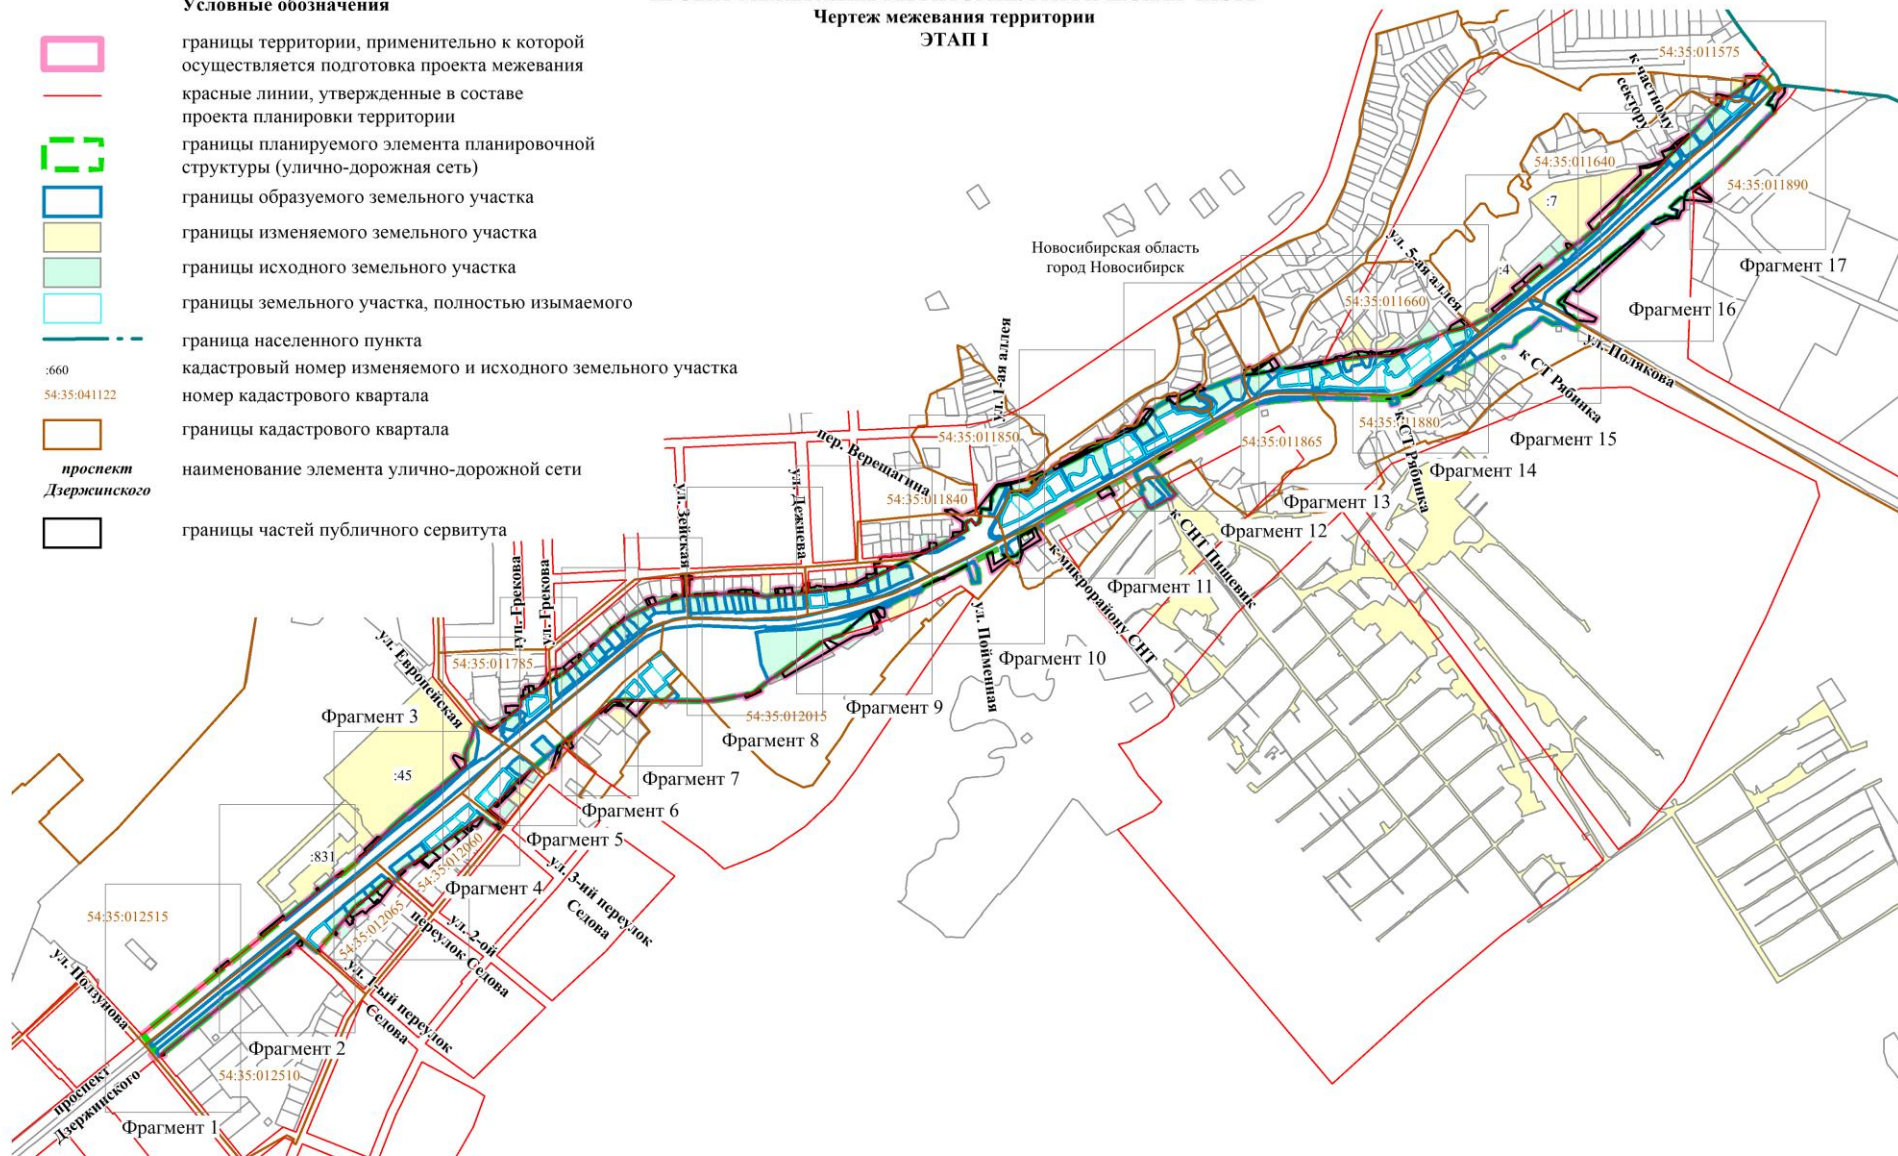 Условные обозначения
границы территории, применительно к которой
осуществляется подготовка проекта межевания
красные линии, утвержденные в составе
проекта планировки территории
границы планируемого элемента планировочной
структуры (улично-дорожная сеть)
границы образуемого земельного участка
границы изменяемого земельного участка
границы исходного земельного участка
границы земельного участка, полностью изымаемого
граница населенного пункта
:660
кадастровый номер изменяемого и исходного земельного участка
54:35:041122
номер кадастрового квартала
границы кадастрового квартала
проспект
Дзержинского
наименование элемента улично-дорожной сети
границы частей публичного сервитута
Чертеж межевания территории
ЭТАП I
54:35:011575
к частному
сектору
54:35:011640
54:35:011890
:7
Новосибирская область
город Новосибирск
ул. 5-ая аллея
:4
Фрагмент 17
54:35:011660
Фрагмент 16
ул. Полякова
к СТ Рябинка
ул. 1-ая аллея
54:35:011850
54:35:011865
54:35:011880
к СТ Рябинка
Фрагмент 15
Фрагмент 14
пер. Верещагина
54:35:011840
Фрагмент 13
Фрагмент 12
к СНТ Пищевик
ул. Зейская
ул. Дежнева
к микрорайону СНТ
Фрагмент 11
ул. Грекова
ул. Пойменная
Фрагмент 10
ул. Европейская
54:35:011785
Фрагмент 9
54:35:012015
Фрагмент 3
Фрагмент 8
:45
Фрагмент 7
Фрагмент 6
Фрагмент 5
:831
54:35:012060
Фрагмент 4
ул. 3-ий переулок
Седова
54:35:012515
54:35:012065
ул. 2-ой
переулок Седова
ул. Ползунова
ул. 1-ый переулок
Седова
Фрагмент 2
54:35:012510
проспект
Дзержинского
Фрагмент 1